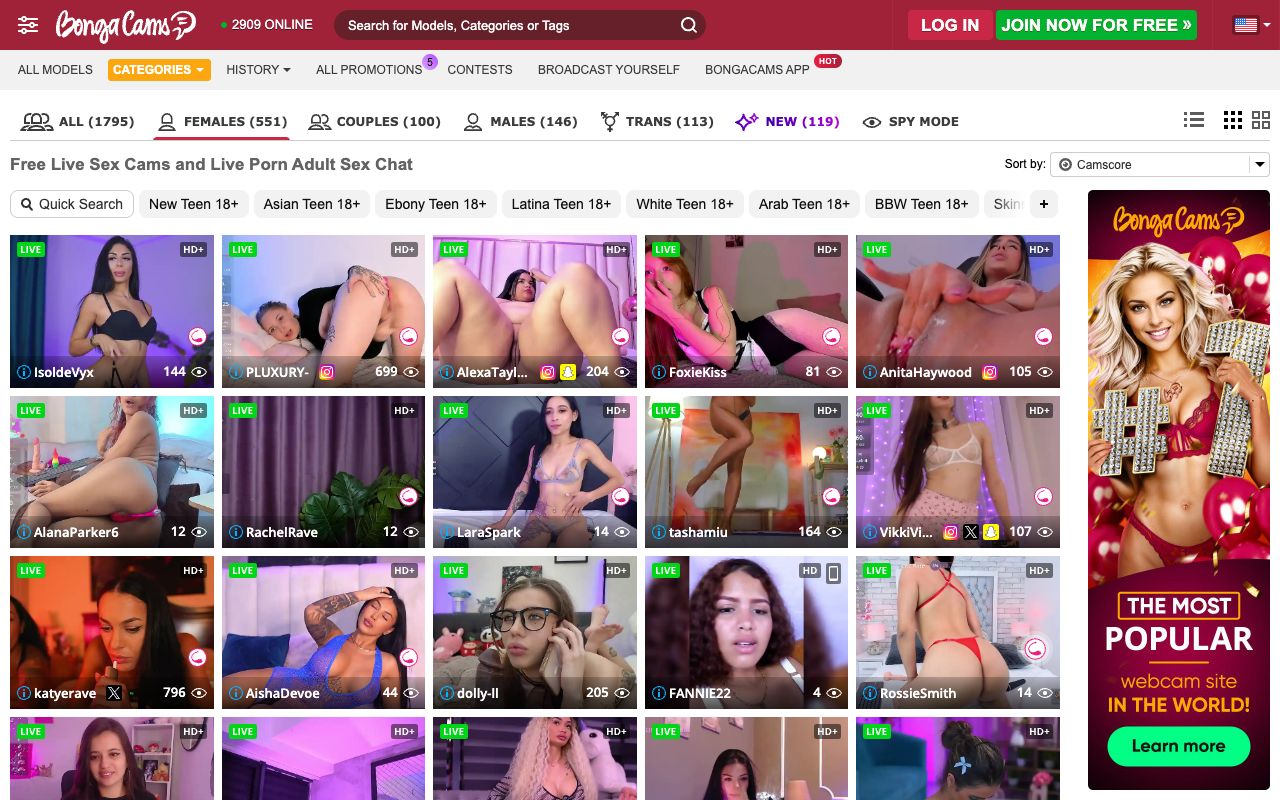 BongaCams
2909 ONLINE
Search for Models, Categories or Tags
LOG IN
JOIN NOW FOR FREE »
ALL MODELS
CATEGORIES
HISTORY
ALL PROMOTIONS
5
CONTESTS
BROADCAST YOURSELF
BONGACAMS APP
HOT
ALL (1795)
FEMALES (551)
COUPLES (100)
MALES (146)
TRANS (113)
NEW (119)
SPY MODE
Free Live Sex Cams and Live Porn Adult Sex Chat
Sort by:
Camscore
Quick Search
New Teen 18+
Asian Teen 18+
Ebony Teen 18+
Latina Teen 18+
White Teen 18+
Arab Teen 18+
BBW Teen 18+
+
LIVE HD+
LIVE HD+
LIVE HD+
LIVE HD+
LIVE HD+
IsoldeVyx 144
PLUXURY- 699
AlexaTayl... 204
FoxieKiss 81
AnitaHaywood 105
LIVE HD+
LIVE HD+
LIVE HD+
LIVE HD+
LIVE HD+
AlanaParker6 12
RachelRave 12
LaraSpark 14
tashamiu 164
VikkiVi... 107
LIVE HD+
LIVE HD+
LIVE HD+
LIVE HD
LIVE HD+
katyerave 796
AishaDevoe 44
dolly-ll 205
FANNIE22 4
RossieSmith 14
LIVE HD+
LIVE HD+
LIVE HD+
LIVE HD+
LIVE HD+
BongaCams
#1
THE MOST
POPULAR
webcam site
IN THE WORLD!
Learn more